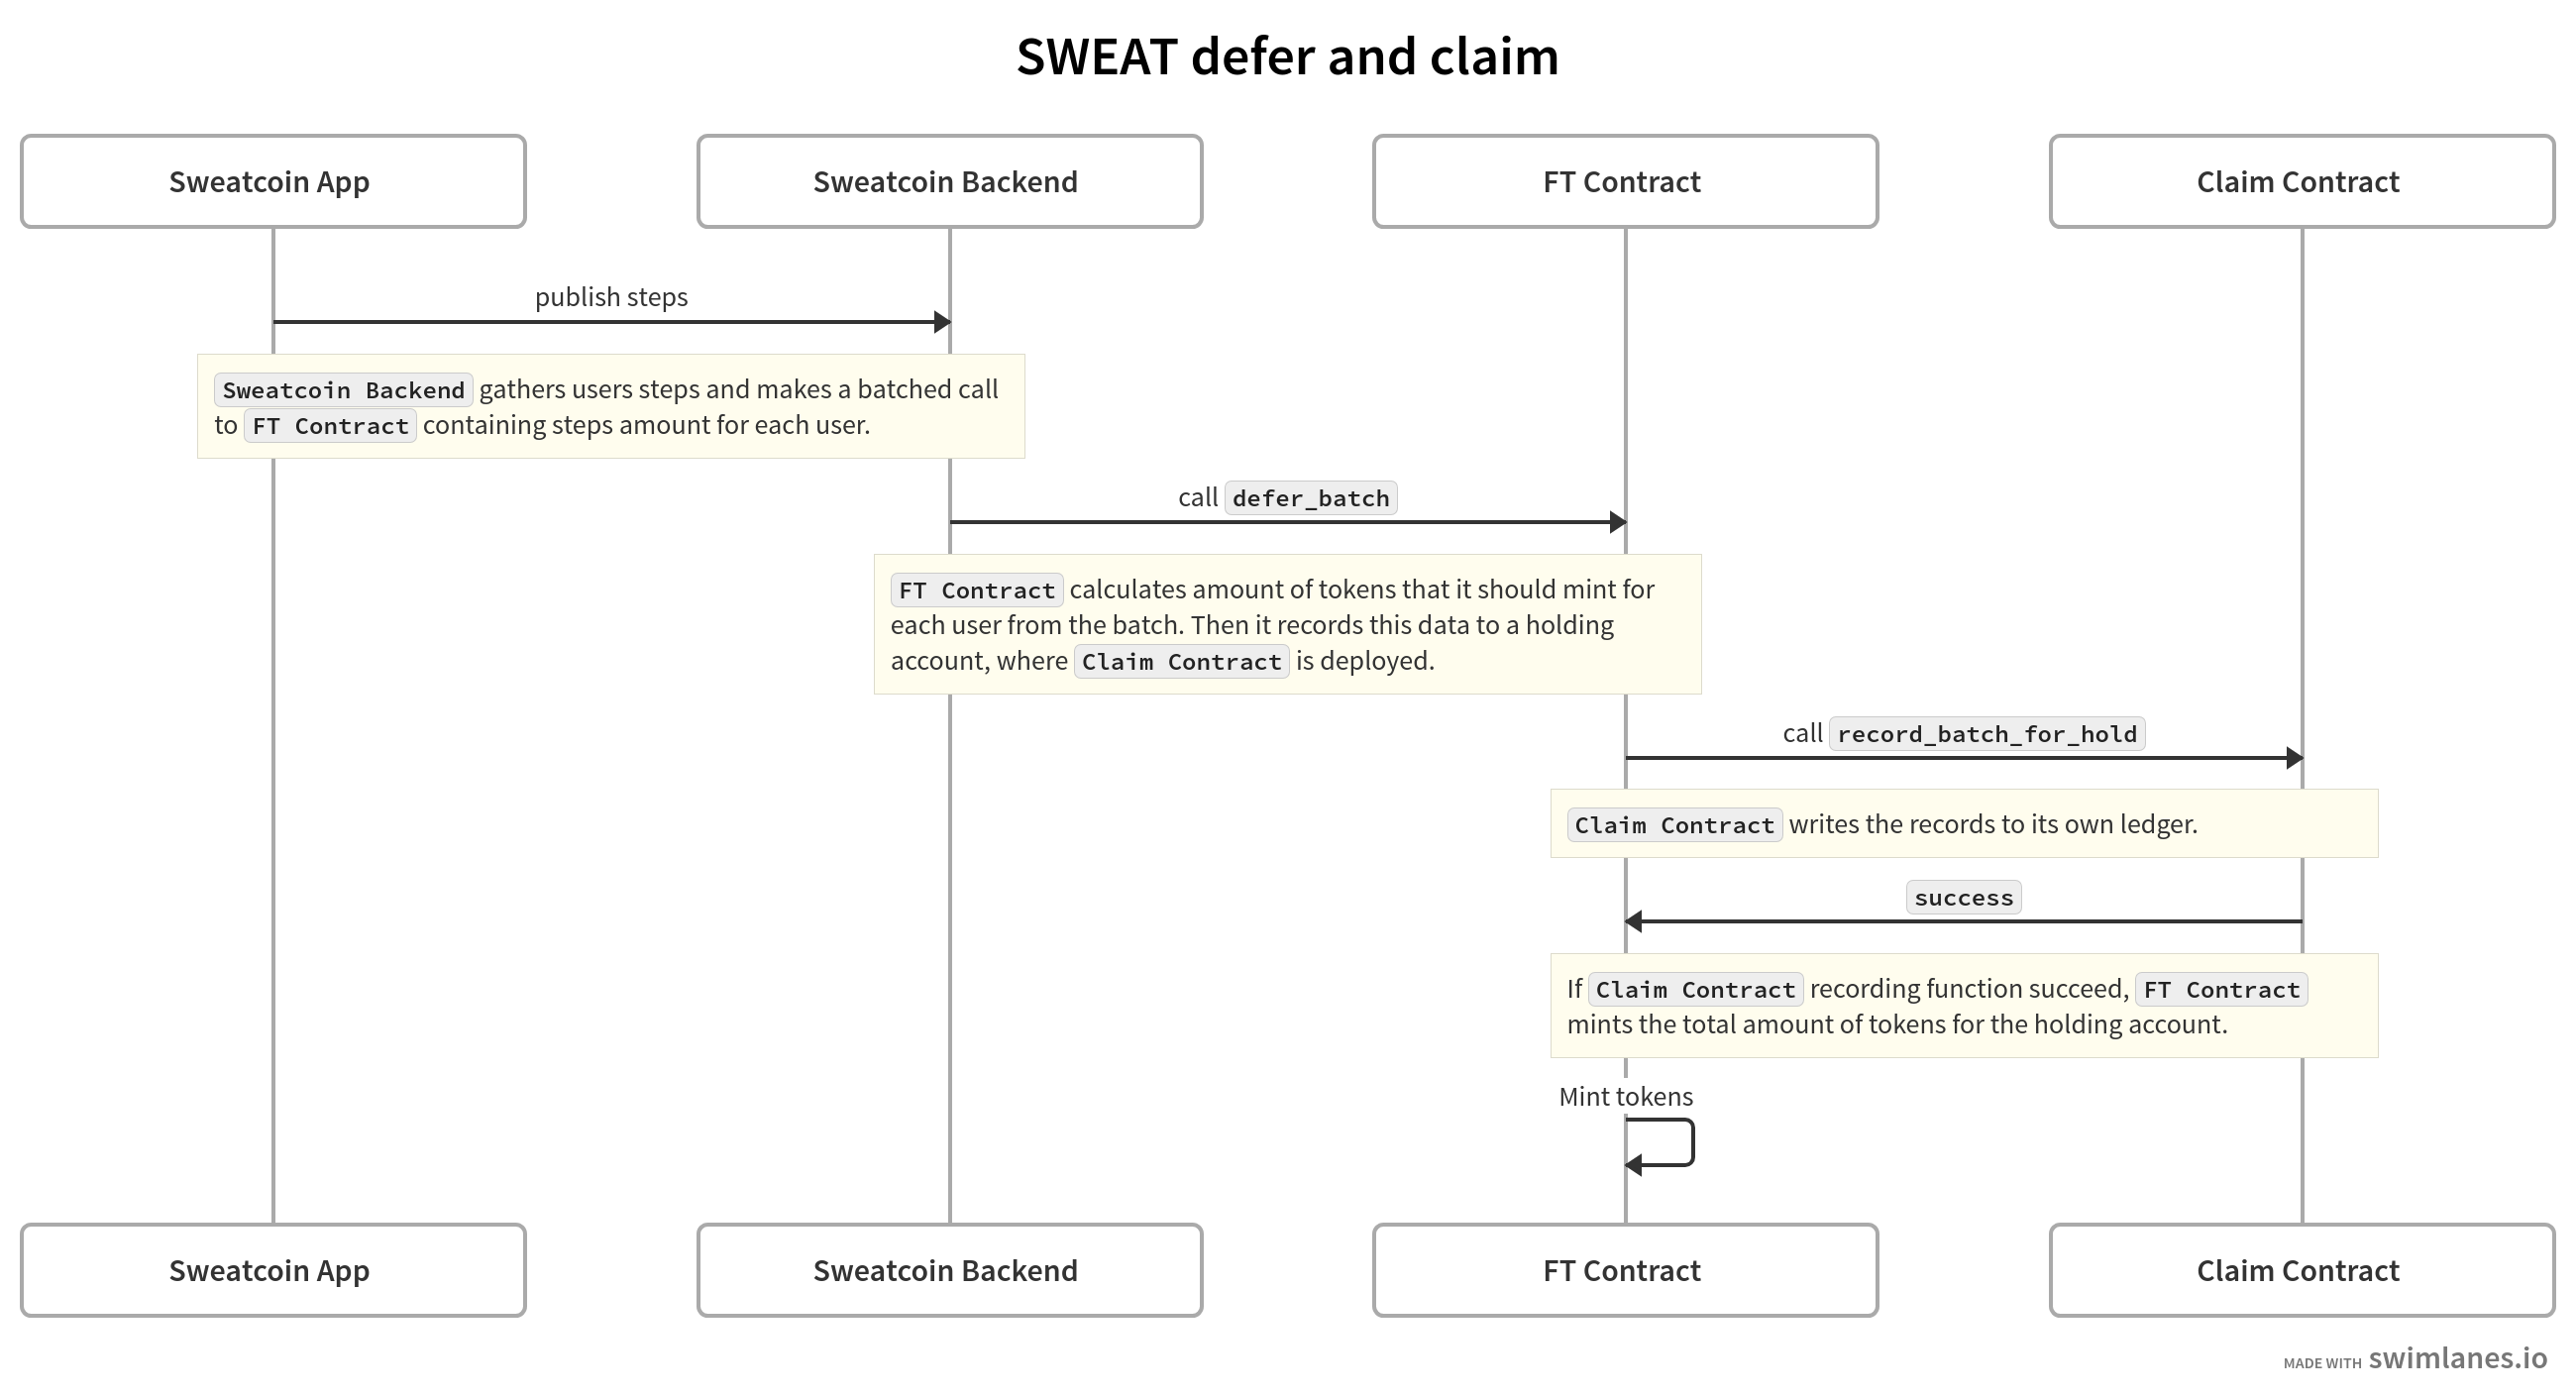 SWEAT defer and claim
Sweatcoin App
Sweatcoin Backend
FT Contract
Claim Contract
publish steps
Sweatcoin Backend gathers users steps and makes a batched call
to FT Contract containing steps amount for each user.
call defer_batch
FT Contract calculates amount of tokens that it should mint for
each user from the batch. Then it records this data to a holding
account, where Claim Contract is deployed.
call record_batch_for_hold
Claim Contract writes the records to its own ledger.
success
If Claim Contract recording function succeed, FT Contract
mints the total amount of tokens for the holding account.
Mint tokens
Sweatcoin App
Sweatcoin Backend
FT Contract
Claim Contract
MADE WITH swimlanes.io